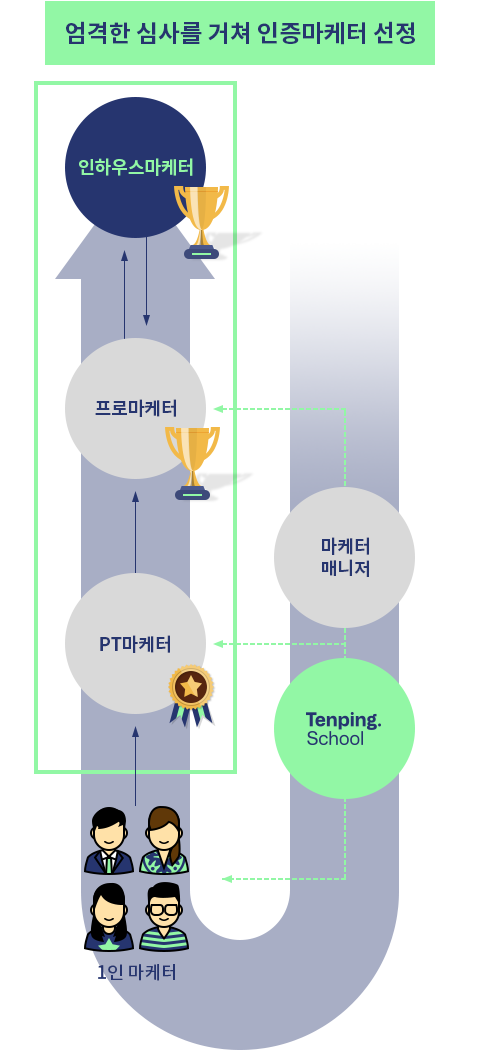 엄격한 심사를 거쳐 인증마케터 선정
인하우스마케터
프로마케터
마케터
매니저
PT마케터
Tenping.
School
1인 마케터